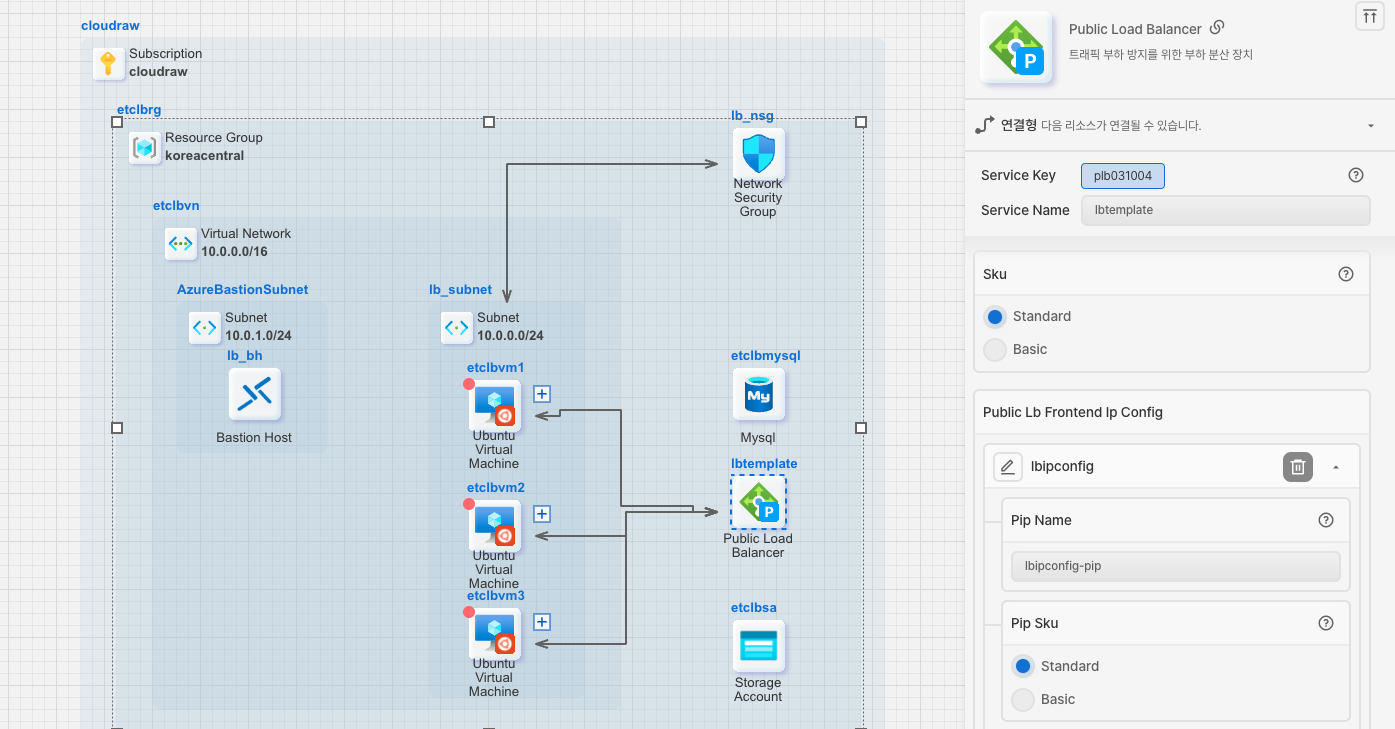 cloudraw
Subscription
cloudraw
etclbrg
Resource Group
koreacentral
lb_nsg
Network
Security
Group
etclbvn
Virtual Network
10.0.0.0/16
AzureBastionSubnet
Subnet
10.0.1.0/24
lb_bh
Bastion Host
lb_subnet
Subnet
10.0.0.0/24
etclbvm1
Ubuntu
Virtual
Machine
etclbvm2
Ubuntu
Virtual
Machine
etclbvm3
Ubuntu
Virtual
Machine
etclbmysql
My
Mysql
lbtemplate
P
Public Load
Balancer
etclbsa
Storage
Account
P
Public Load Balancer
트래픽 부하 방지를 위한 부하 분산 장치
연결형 다음 리소스가 연결될 수 있습니다.
Service Key plb031004
Service Name lbtemplate
Sku
Standard
Basic
Public Lb Frontend Ip Config
lbipconfig
Pip Name
lbipconfig-pip
Pip Sku
Standard
Basic